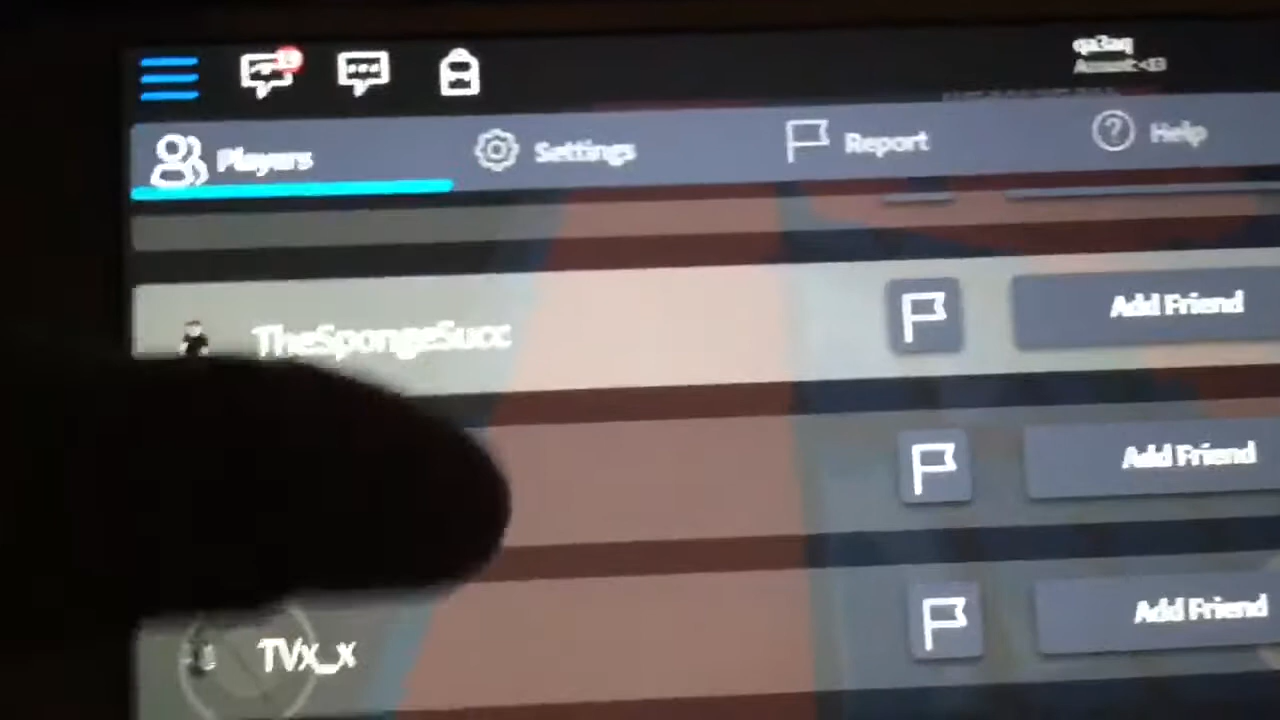 Players
Settings
Report
Help
TheSpongeSucc
Add Friend
Add Friend
TVx_x
Add Friend